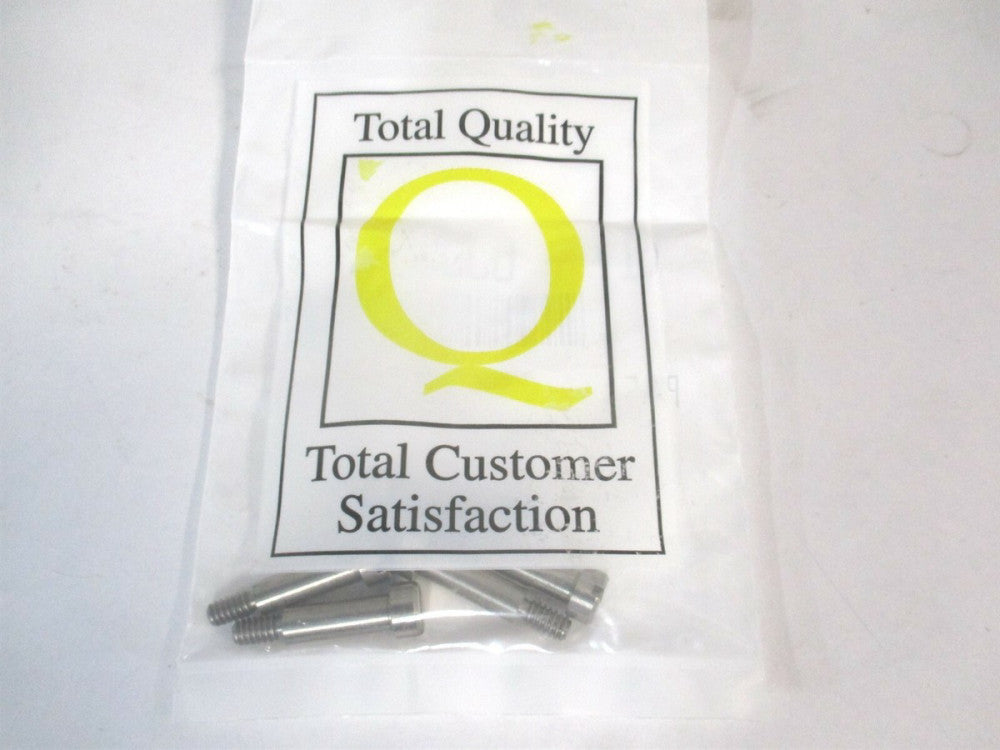 Total Quality
Q
Total Customer
Satisfaction